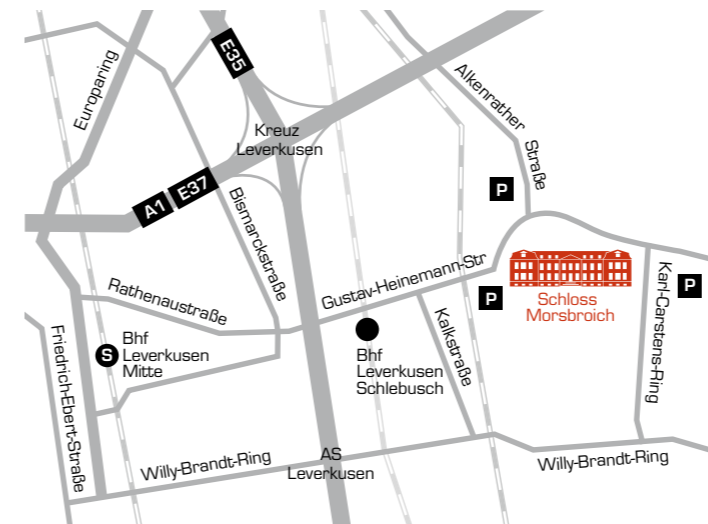 E35
Europaring
Alkenrather
Straße
Kreuz
Leverkusen
A1
E37
P
Bismarckstraße
Gustav-Heinemann-Str
Schloss
Morsbroich
P
P
Karl-Carstens-Ring
Rathenaustraße
Kalkstraße
S
Bhf
Leverkusen
Mitte
Bhf
Leverkusen
Schlebusch
Friedrich-Ebert-Straße
Willy-Brandt-Ring
AS
Leverkusen
Willy-Brandt-Ring